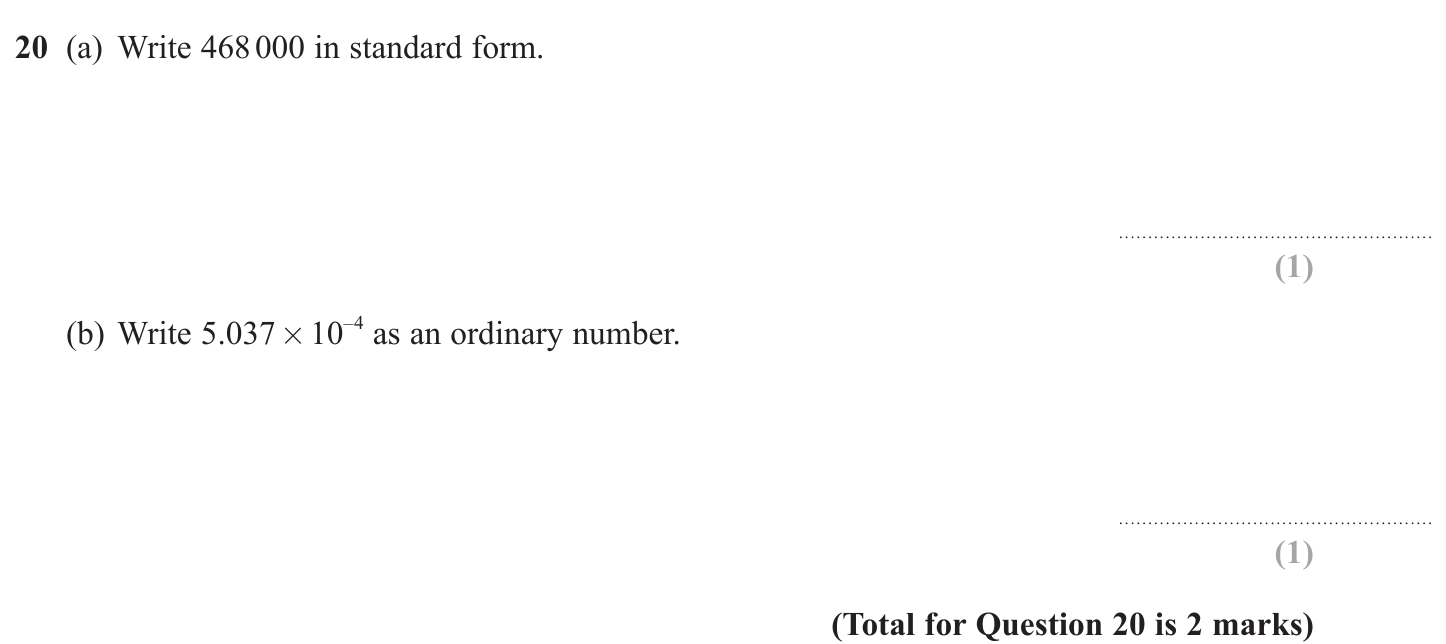 20 (a) Write 468 000 in standard form.
(1)
(b) Write 5.037 × 10⁻⁴ as an ordinary number.
(1)
(Total for Question 20 is 2 marks)